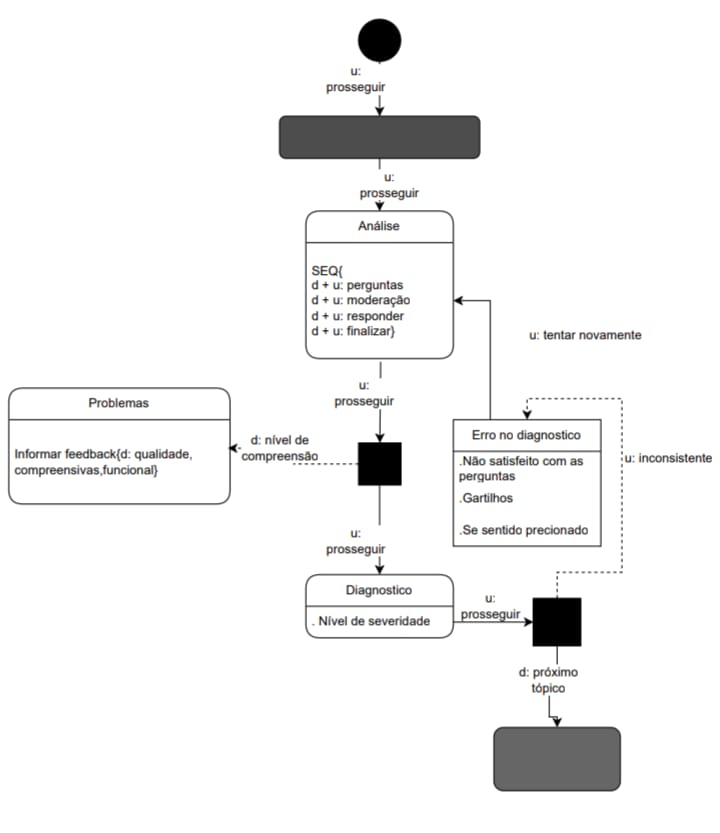 u:
prosseguir
u:
prosseguir
Análise
SEQ{
d + u: perguntas
d + u: moderação
d + u: responder
d + u: finalizar}
u: tentar novamente
u:
prosseguir
Problemas
Informar feedback{d: qualidade,
compreensivas,funcional}
d: nível de
compreensão
Erro no diagnostico
.Não satisfeito com as
perguntas
.Gartilhos
.Se sentido precionado
u: inconsistente
u:
prosseguir
Diagnostico
. Nível de severidade
u:
prosseguir
d: próximo
tópico